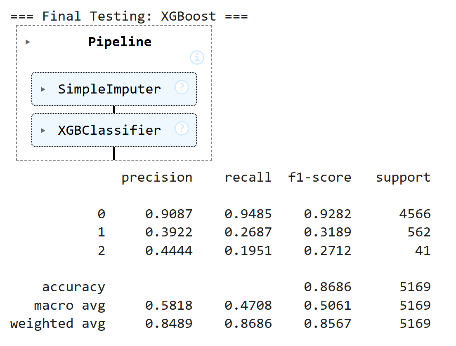 === Final Testing: XGBoost ===
Pipeline
i
SimpleImputer ?
XGBClassifier ?
precision recall f1-score support
0 0.9087 0.9485 0.9282 4566
1 0.3922 0.2687 0.3189 562
2 0.4444 0.1951 0.2712 41
accuracy 0.8686 5169
macro avg 0.5818 0.4708 0.5061 5169
weighted avg 0.8489 0.8686 0.8567 5169